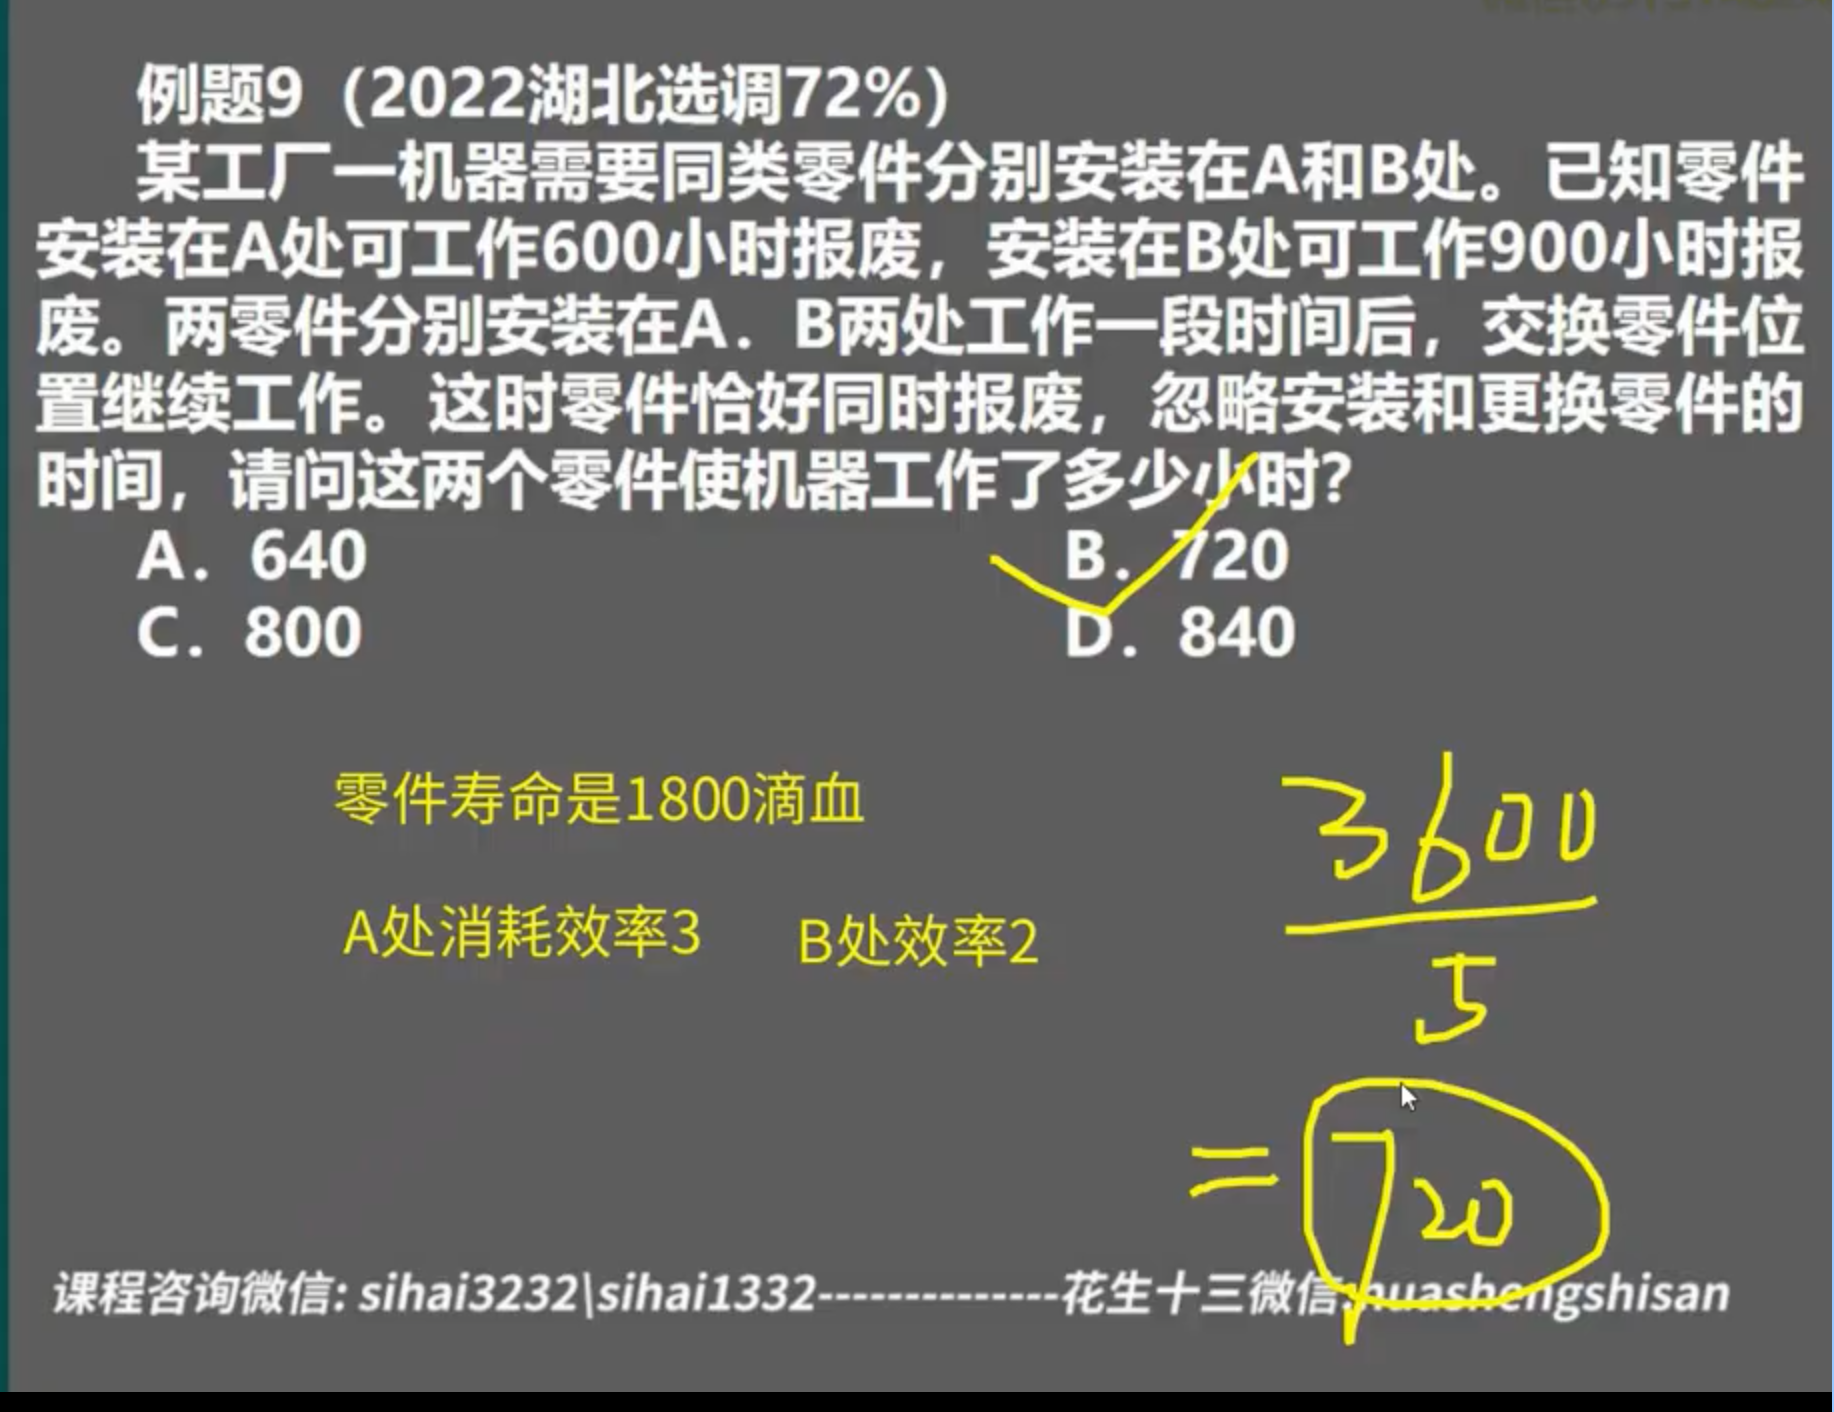 例题9（2022湖北选调72%）
某工厂一机器需要同类零件分别安装在A和B处。已知零件
安装在A处可工作600小时报废，安装在B处可工作900小时报
废。两零件分别安装在A．B两处工作一段时间后，交换零件位
置继续工作。这时零件恰好同时报废，忽略安装和更换零件的
时间，请问这两个零件使机器工作了多少小时？
A．640 B．720
C．800 D．840
零件寿命是1800滴血
A处消耗效率3 B处效率2
3600
5
=720
课程咨询微信: sihai3232\sihai1332--------------花生十三微信:huashengshisan